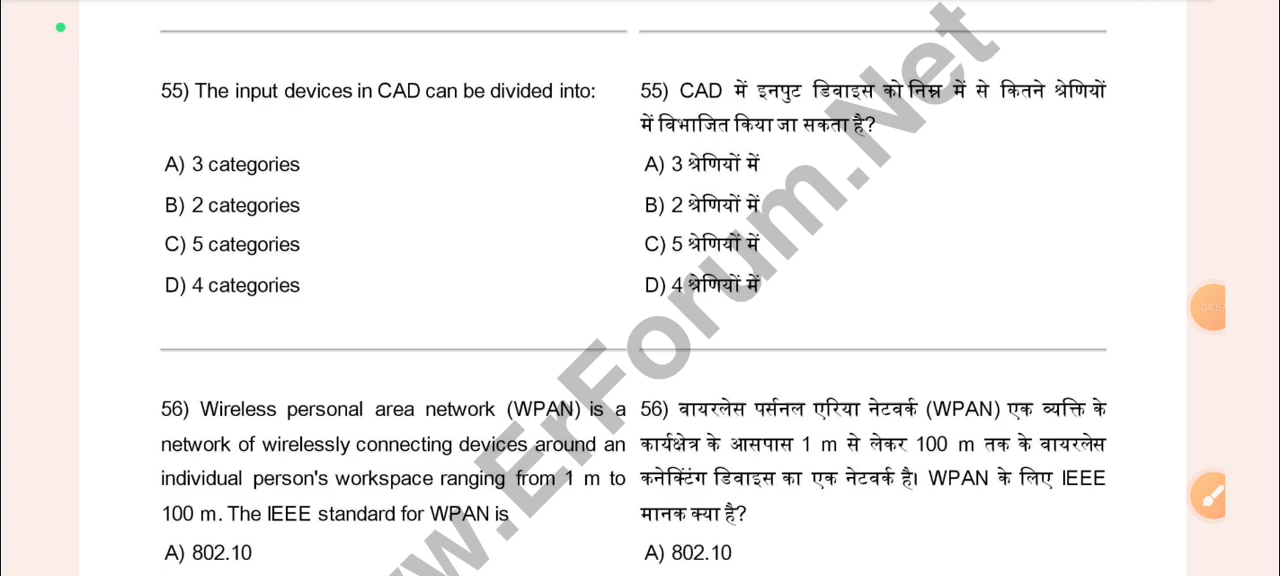 55) The input devices in CAD can be divided into:
A) 3 categories
B) 2 categories
C) 5 categories
D) 4 categories
55) CAD में इनपुट डिवाइस को निम्न में से कितने श्रेणियों
में विभाजित किया जा सकता है?
A) 3 श्रेणियों में
B) 2 श्रेणियों में
C) 5 श्रेणियों में
D) 4 श्रेणियों में
56) Wireless personal area network (WPAN) is a
network of wirelessly connecting devices around an
individual person's workspace ranging from 1 m to
100 m. The IEEE standard for WPAN is
A) 802.10
56) वायरलेस पर्सनल एरिया नेटवर्क (WPAN) एक व्यक्ति के
कार्यक्षेत्र के आसपास 1 m से लेकर 100 m तक के वायरलेस
कनेक्टिंग डिवाइस का एक नेटवर्क है। WPAN के लिए IEEE
मानक क्या है?
A) 802.10
www.ErForum.Net